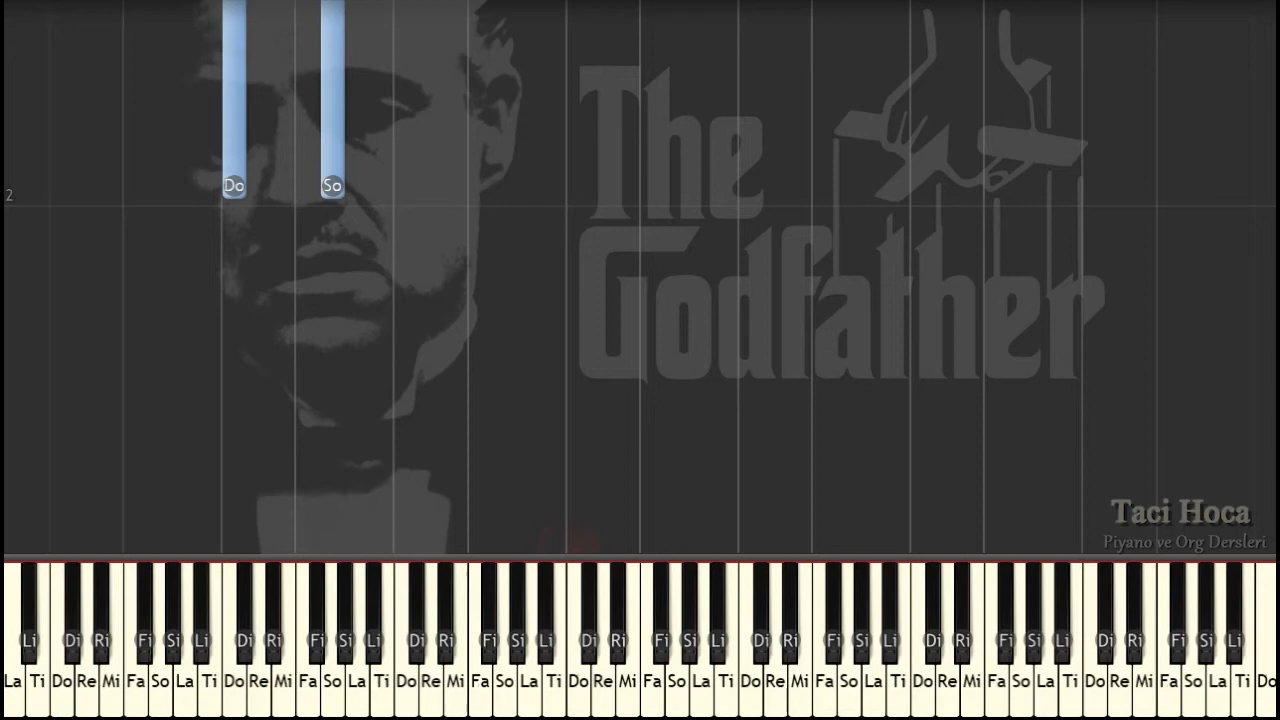 Do So
2
The
Godfather
Taci Hoca
Piyano ve Org Dersleri
Li Di Ri Fi Si Li Di Ri Fi Si Li Di Ri Fi Si Li Di Ri Fi Si Li Di Ri Fi Si Li Di Ri Fi Si Li Di Ri Fi Si Li
La Ti Do Re Mi Fa So La Ti Do Re Mi Fa So La Ti Do Re Mi Fa So La Ti Do Re Mi Fa So La Ti Do Re Mi Fa So La Ti Do Re Mi Fa So La Ti Do Re Mi Fa So La Ti Do